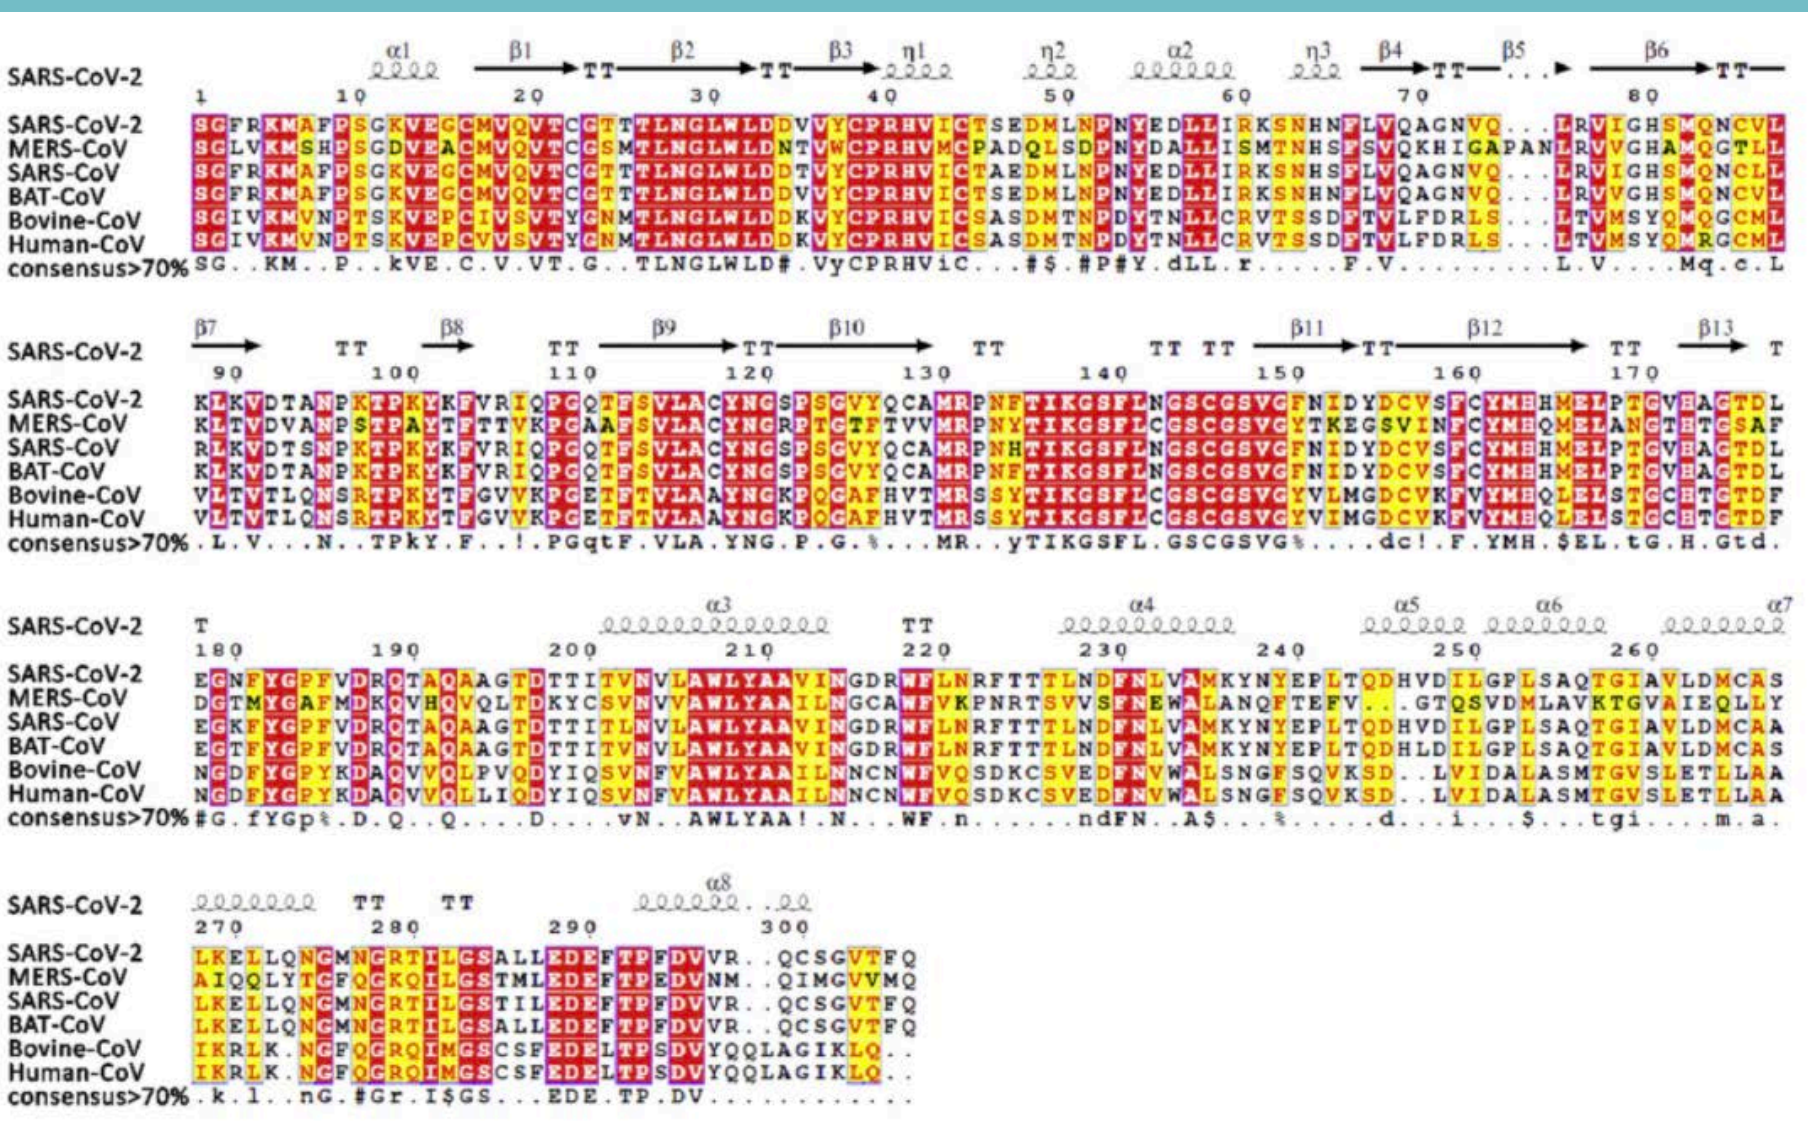 α1 β1 β2 β3 η1 η2 α2 η3 β4 β5 β6
SARS-CoV-2 TT TT TT ... TT
1 10 20 30 40 50 60 70 80
SARS-CoV-2 SGFRKMAFPSGKVEGCMVQVTCGTTTLNGLWLDDVVYCPRHVICTSEDMLNPNYEDLLIRKSNHNFLVQAGNVQ...LRVIGHSMQNCVL
MERS-CoV SGLVKMSHPSGDVEACMVQVTCGSMTLNGLWLDNTVWCPRHVMCPADQLSDPNYDALLISMTNHSFSVQKHIGAPANLRVVGHAMQGTLL
SARS-CoV SGFRKMAFPSGKVEGCMVQVTCGTTTLNGLWLDDTVYCPRHVICTAEDMLNPNYEDLLIRKSNHSFLVQAGNVQ...LRVIGHSMQNCLL
BAT-CoV SGFRKMAFPSGKVEGCMVQVTCGTTTLNGLWLDDTVYCPRHVICTAEDMLNPNYEDLLIRKSNHNFLVQAGNVQ...LRVVGHSMQNCVL
Bovine-CoV SGIVKMVNPTSKVEPCIVSVTYGNMTLNGLWLDDKVYCPRHVICSASDMTNPDYTNLLCRVTSSDFTVLFDRLS...LTVMSYQMQGCML
Human-CoV SGIVKMVNPTSKVEPCVVSVTYGNMTLNGLWLDDKVYCPRHVICSASDMTNPDYTNLLCRVTSSDFTVLFDRLS...LTVMSYQMRGCML
consensus>70% SG..KM..P..kVE.C.V.VT.G..TLNGLWLD#.VyCPRHViC...#$.#P#Y.dLL.r.....F.V.........L.V....Mq.c.L
β7 β8 β9 β10 β11 β12 β13
SARS-CoV-2 TT TT TT TT TT TT TT TT T
90 100 110 120 130 140 150 160 170
SARS-CoV-2 KLKVDTANPKTPKYKFVRIQPGQTFSVLACYNGSPSGVYQCAMRPNFTIKGSFLNGSCGSVGFNIDYDCVSFCYMHHMELPTGVHAGTDL
MERS-CoV KLTVDVANPSTPAYTFTTVKPGAAFSVLACYNGRPTGTFTVVMRPNYTIKGSFLCGSCGSVGYTKEGSVINFCYMHQMELANGTHTGSAF
SARS-CoV RLKVDTSNPKTPKYKFVRIQPGQTFSVLACYNGSPSGVYQCAMRPNHTIKGSFLNGSCGSVGFNIDYDCVSFCYMHHMELPTGVHAGTDL
BAT-CoV KLKVDTANPKTPKYKFVRIQPGQTFSVLACYNGSPSGVYQCAMRPNFTIKGSFLNGSCGSVGFNIDYDCVSFCYMHHMELPTGVHAGTDL
Bovine-CoV VLTVTLQNSRTPKYTFGVVKPGETFTVLAAYNGKPQGAFHVTMRSSYTIKGSFLCGSCGSVGYVLMGDCVKFVYMHQLELSTGCHTGTDF
Human-CoV VLTVTLQNSRTPKYTFGVVKPGETFTVLAAYNGKPQGAFHVTMRSSYTIKGSFLCGSCGSVGYVIMGDCVKFVYMHQLELSTGCHTGTDF
consensus>70% .L.V...N..TPkY.F..!.PGqtF.VLA.YNG.P.G.%...MR..yTIKGSFL.GSCGSVG%....dc!.F.YMH.$EL.tG.H.Gtd.
α3 α4 α5 α6 α7
SARS-CoV-2 T TT
180 190 200 210 220 230 240 250 260
SARS-CoV-2 EGNFYGPFVDRQTAQAAGTDTTITVNVLAWLYAAVINGDRWFLNRFTTTLNDFNLVAMKYNYEPLTQDHVDILGPLSAQTGIAVLDMCAS
MERS-CoV DGTMYGAFMDKQVHQVQLTDKYCSVNVVAWLYAAILNGCAWFVKPNRTSVVSFNEWALANQFTEFV...GTQSVDMLAVKTGVAIEQLLY
SARS-CoV EGKFYGPFVDRQTAQAAGTDTTITLNVLAWLYAAVINGDRWFLNRFTTTLNDFNLVAMKYNYEPLTQDHVDILGPLSAQTGIAVLDMCAA
BAT-CoV EGTFYGPFVDRQTAQAAGTDTTITVNVLAWLYAAVINGDRWFLNRFTTTLNDFNLVAMKYNYEPLTQDHLDILGPLSAQTGIAVLDMCAS
Bovine-CoV NGDFYGPYKDAQVVQLPVQDYIQSVNFVAWLYAAILNNCNWFVQSDKCSVEDFNVWALSNGFSQVKSD..LVIDALASMTGVSLETLLAA
Human-CoV NGDFYGPYKDAQVVQLLIQDYIQSVNFVAWLYAAILNNCNWFVQSDKCSVEDFNVWALSNGFSQVKSD..LVIDALASMTGVSLETLLAA
consensus>70% #G.fYGp%.D.Q..Q....D....vN..AWLYAA!.N...WF.n......ndFN..A$...%.....d...i...$...tgi....m.a.
α8
SARS-CoV-2 TT TT ..
270 280 290 300
SARS-CoV-2 LKELLQNGMNGRTILGSALLEDEFTPFDVVR..QCSGVTFQ
MERS-CoV AIQQLYTGFQGKQILGSTMLEDEFTPEDVNM..QIMGVVMQ
SARS-CoV LKELLQNGMNGRTILGSTILEDEFTPFDVVR..QCSGVTFQ
BAT-CoV LKELLQNGMNGRTILGSALLEDEFTPFDVVR..QCSGVTFQ
Bovine-CoV IKRLK.NGFQGRQIMGSCSFEDELTPSDVYQQLAGIKLQ..
Human-CoV IKRLK.NGFQGRQIMGSCSFEDELTPSDVYQQLAGIKLQ..
consensus>70% .k.l..nG.#Gr.I$GS...EDE.TP.DV............